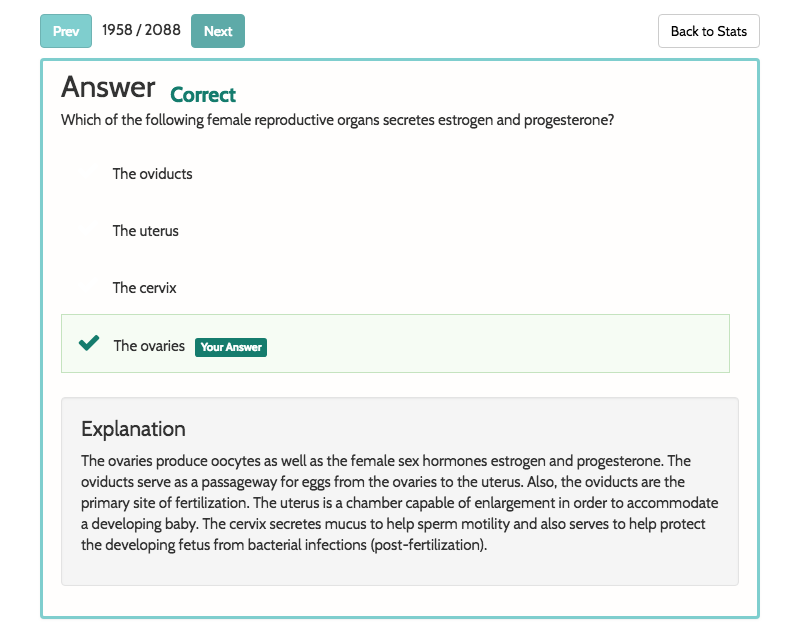 Prev 1958 / 2088 Next Back to Stats
Answer Correct
Which of the following female reproductive organs secretes estrogen and progesterone?
The oviducts
The uterus
The cervix
The ovaries Your Answer
Explanation
The ovaries produce oocytes as well as the female sex hormones estrogen and progesterone. The
oviducts serve as a passageway for eggs from the ovaries to the uterus. Also, the oviducts are the
primary site of fertilization. The uterus is a chamber capable of enlargement in order to accommodate
a developing baby. The cervix secretes mucus to help sperm motility and also serves to help protect
the developing fetus from bacterial infections (post-fertilization).